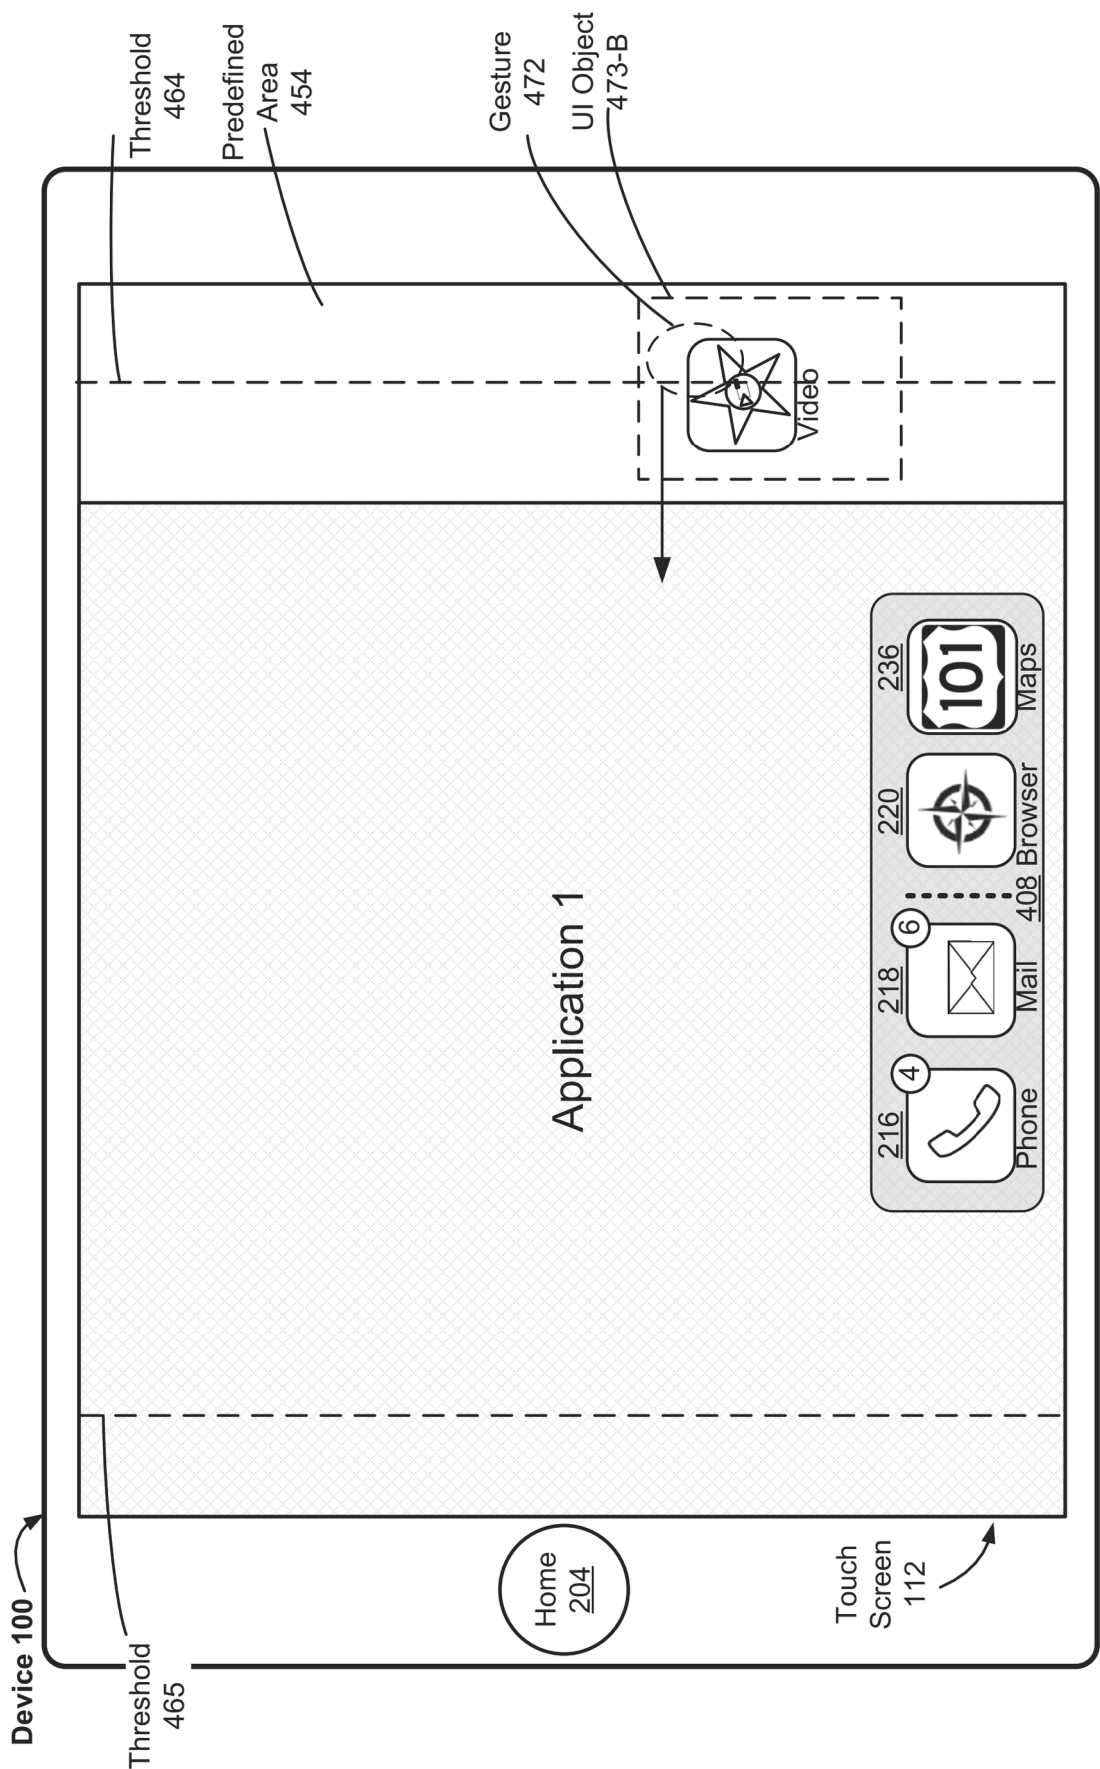 Device 100
Threshold
465
Threshold
464
Predefined
Area
454
Gesture
472
UI Object
473-B
Application 1
Video
Home
204
Touch
Screen
112
216
Phone
4
218
Mail
6
408
220
Browser
236
101
Maps